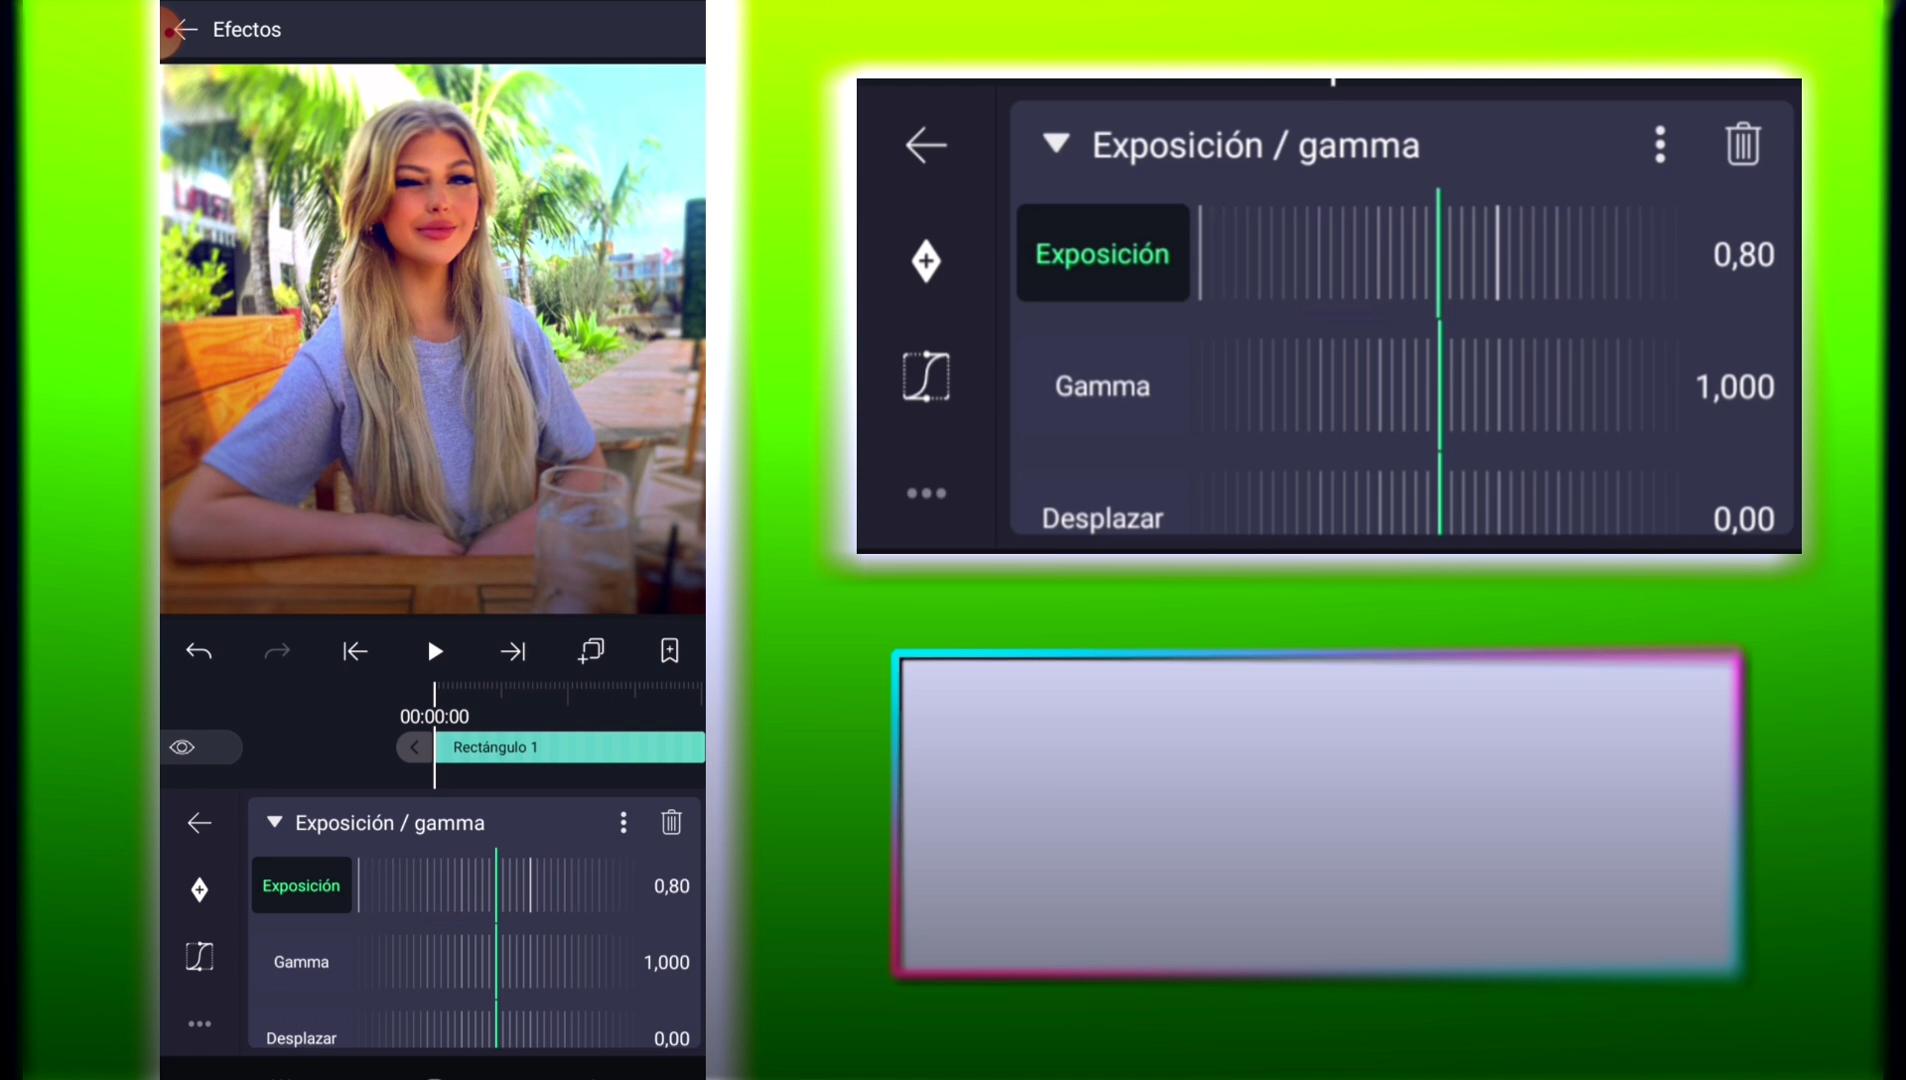 Efectos
00:00:00
Rectángulo 1
Exposición / gamma
Exposición
0,80
Gamma
1,000
Desplazar
0,00
Exposición / gamma
Exposición
0,80
Gamma
1,000
Desplazar
0,00